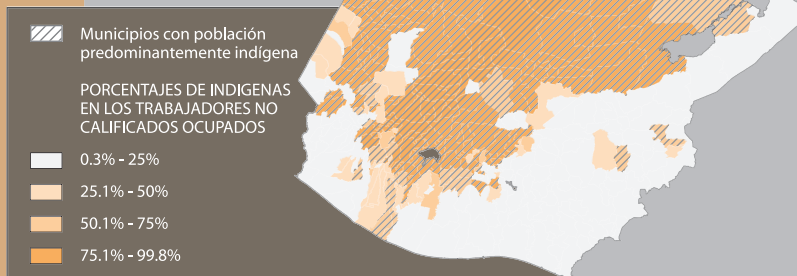 Municipios con población
predominantemente indígena
PORCENTAJES DE INDIGENAS
EN LOS TRABAJADORES NO
CALIFICADOS OCUPADOS
0.3% - 25%
25.1% - 50%
50.1% - 75%
75.1% - 99.8%